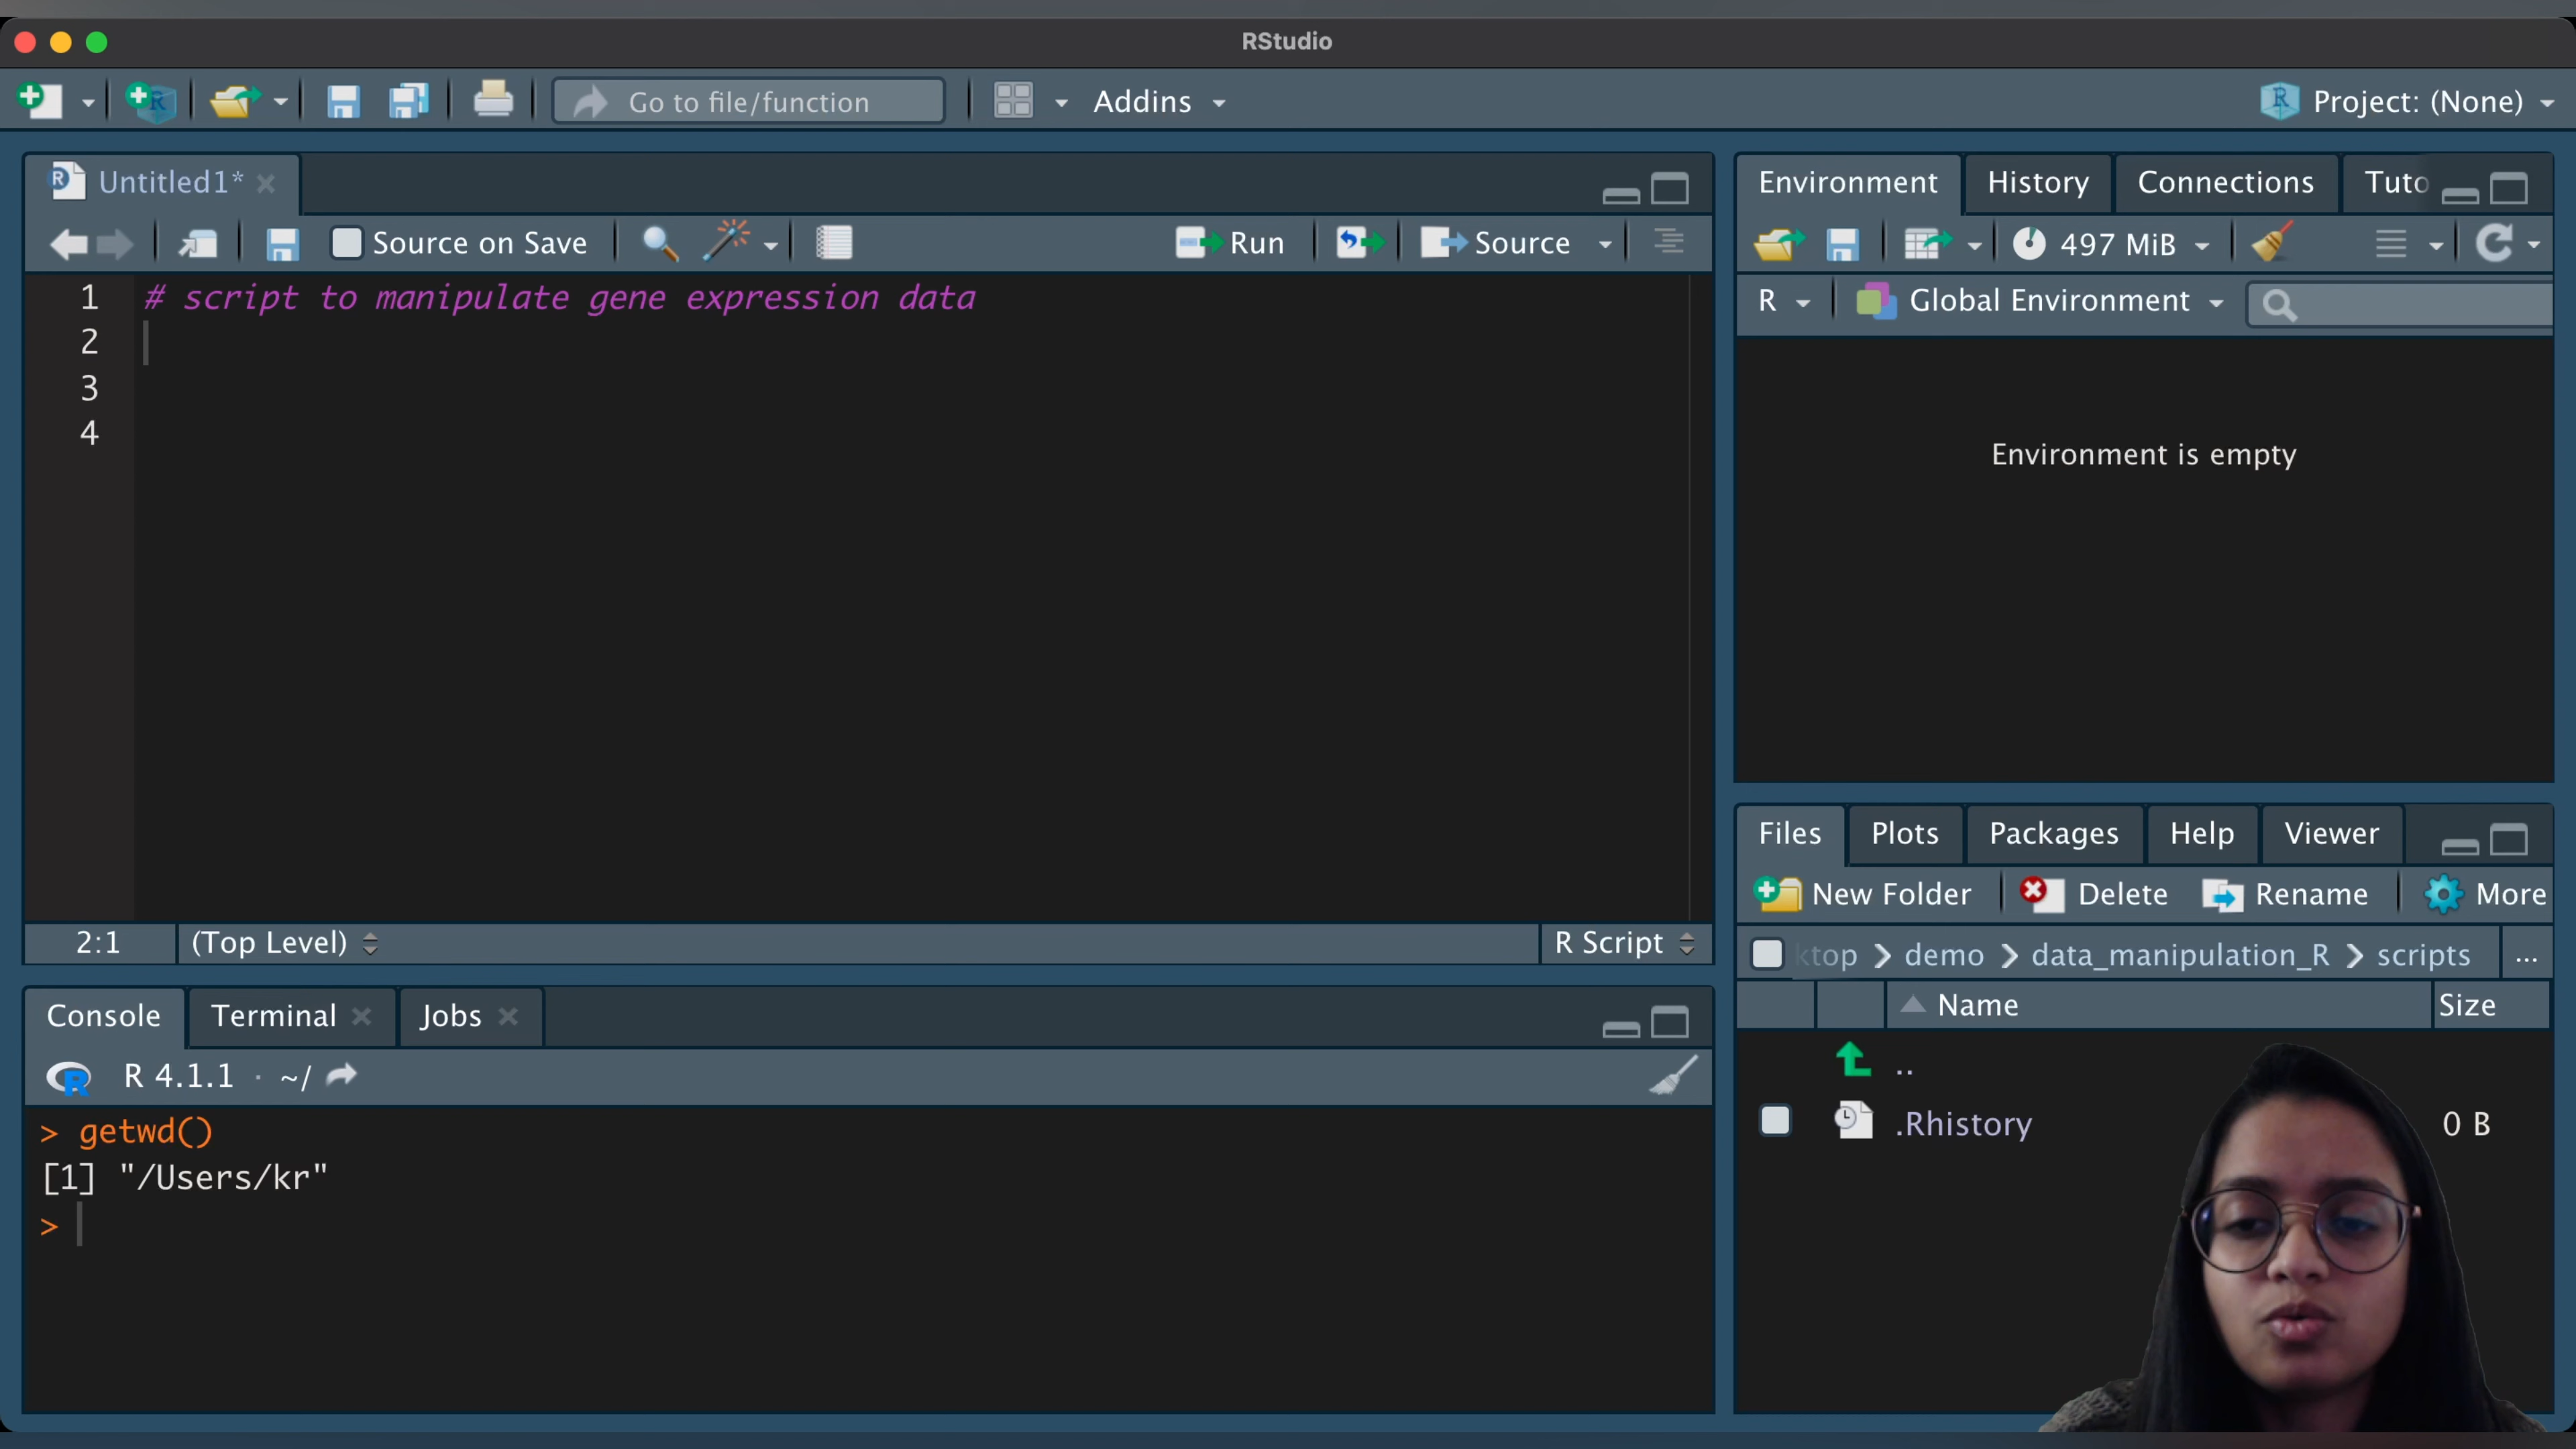 RStudio
Go to file/function
Addins
Project: (None)
Untitled1*
Source on Save
Run
Source
1 # script to manipulate gene expression data
2
3
4
2:1 (Top Level)
R Script
Console Terminal Jobs
R 4.1.1 · ~/
> getwd()
[1] "/Users/kr"
>
Environment History Connections Tuto
497 MiB
R Global Environment
Environment is empty
Files Plots Packages Help Viewer
New Folder Delete Rename More
ktop > demo > data_manipulation_R > scripts ...
Name Size
..
.Rhistory 0 B